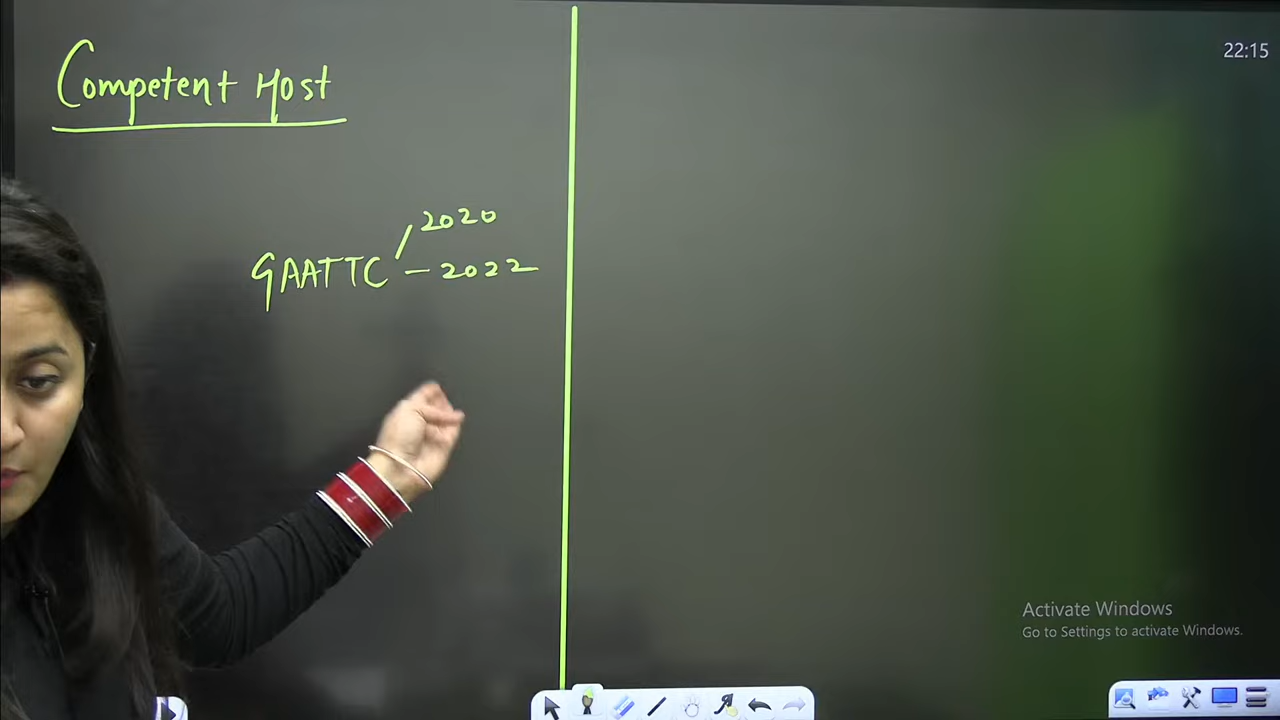 Competent Host
2020
GAATTC - 2022
22:15
Activate Windows
Go to Settings to activate Windows.